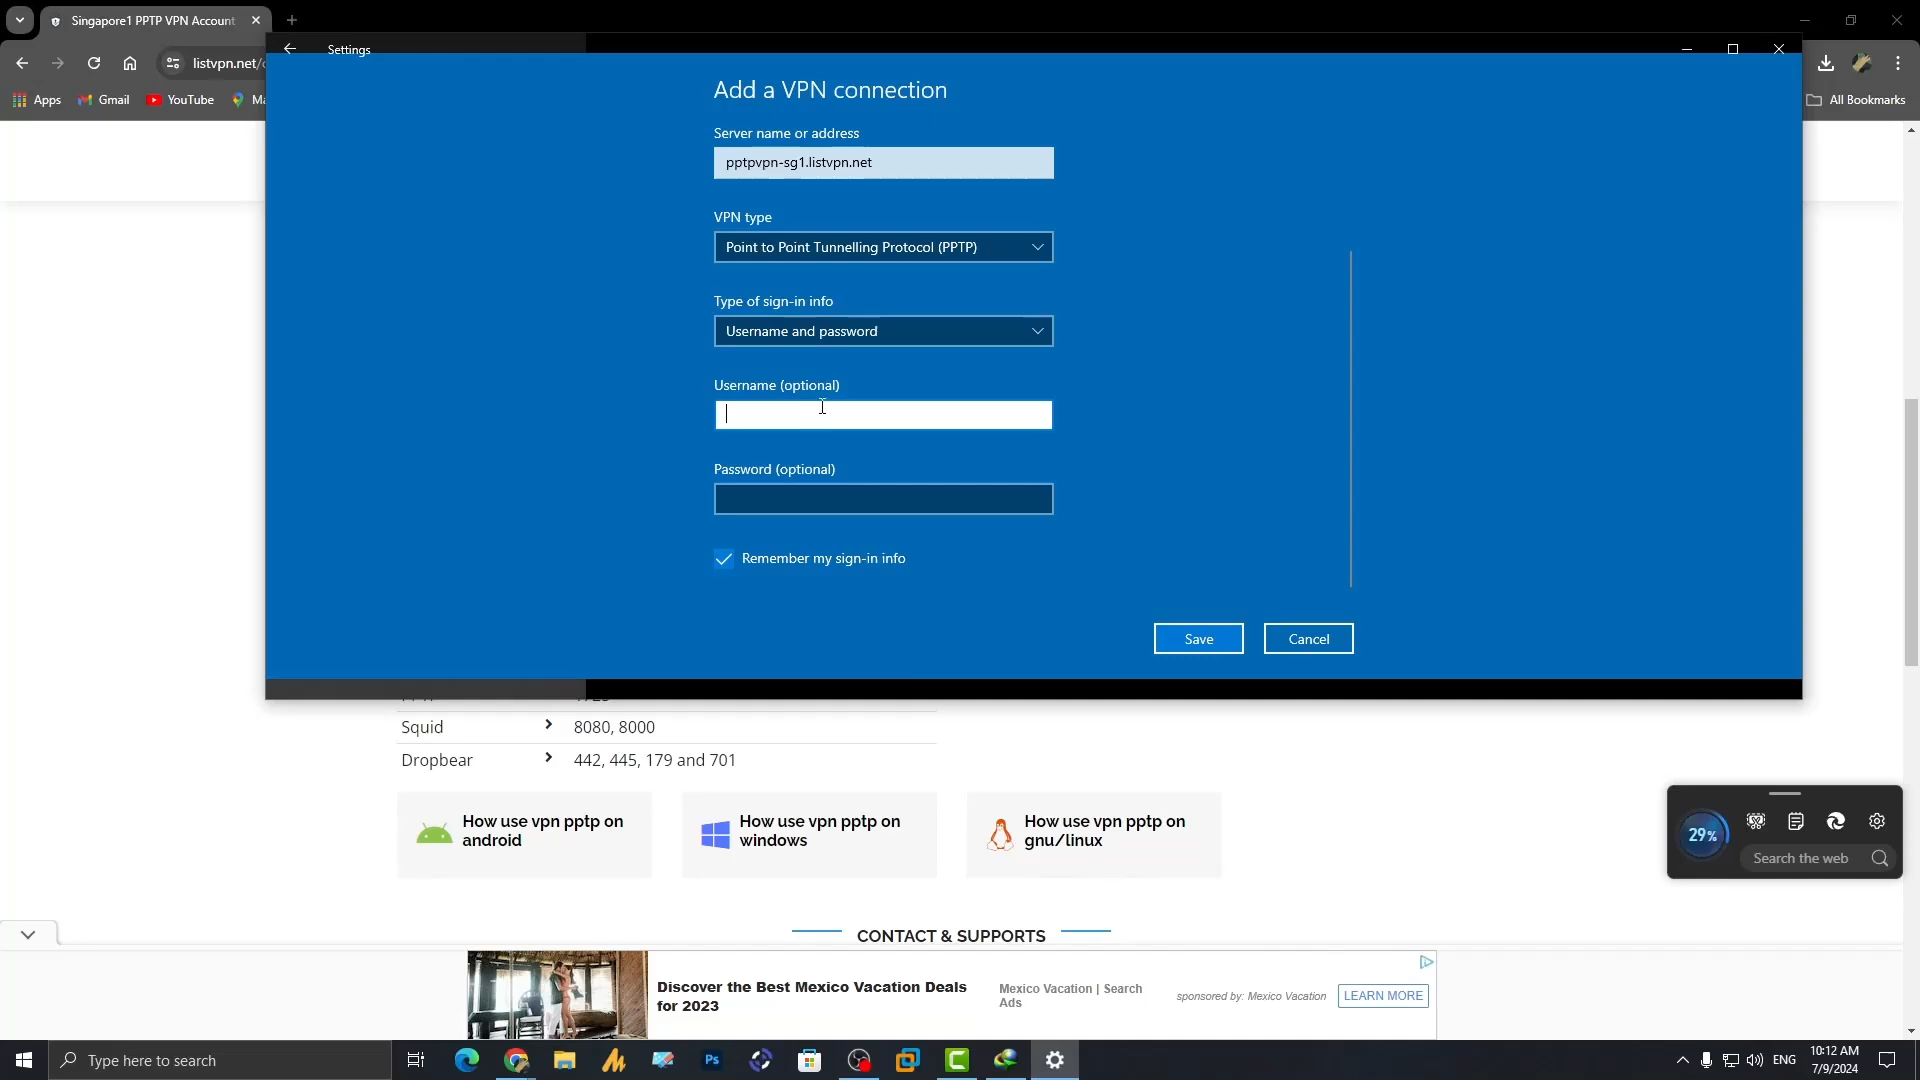 Singapore1 PPTP VPN Account
listvpn.net/
Apps
Gmail
YouTube
All Bookmarks
Settings
Add a VPN connection
Server name or address
pptpvpn-sg1.listvpn.net
VPN type
Point to Point Tunnelling Protocol (PPTP)
Type of sign-in info
Username and password
Username (optional)
Password (optional)
Remember my sign-in info
Save
Cancel
Squid
8080, 8000
Dropbear
442, 445, 179 and 701
How use vpn pptp on
android
How use vpn pptp on
windows
How use vpn pptp on
gnu/linux
29%
Search the web
CONTACT & SUPPORTS
Discover the Best Mexico Vacation Deals
for 2023
Mexico Vacation | Search
Ads
sponsored by: Mexico Vacation
LEARN MORE
Type here to search
Ps
ENG
10:12 AM
7/9/2024